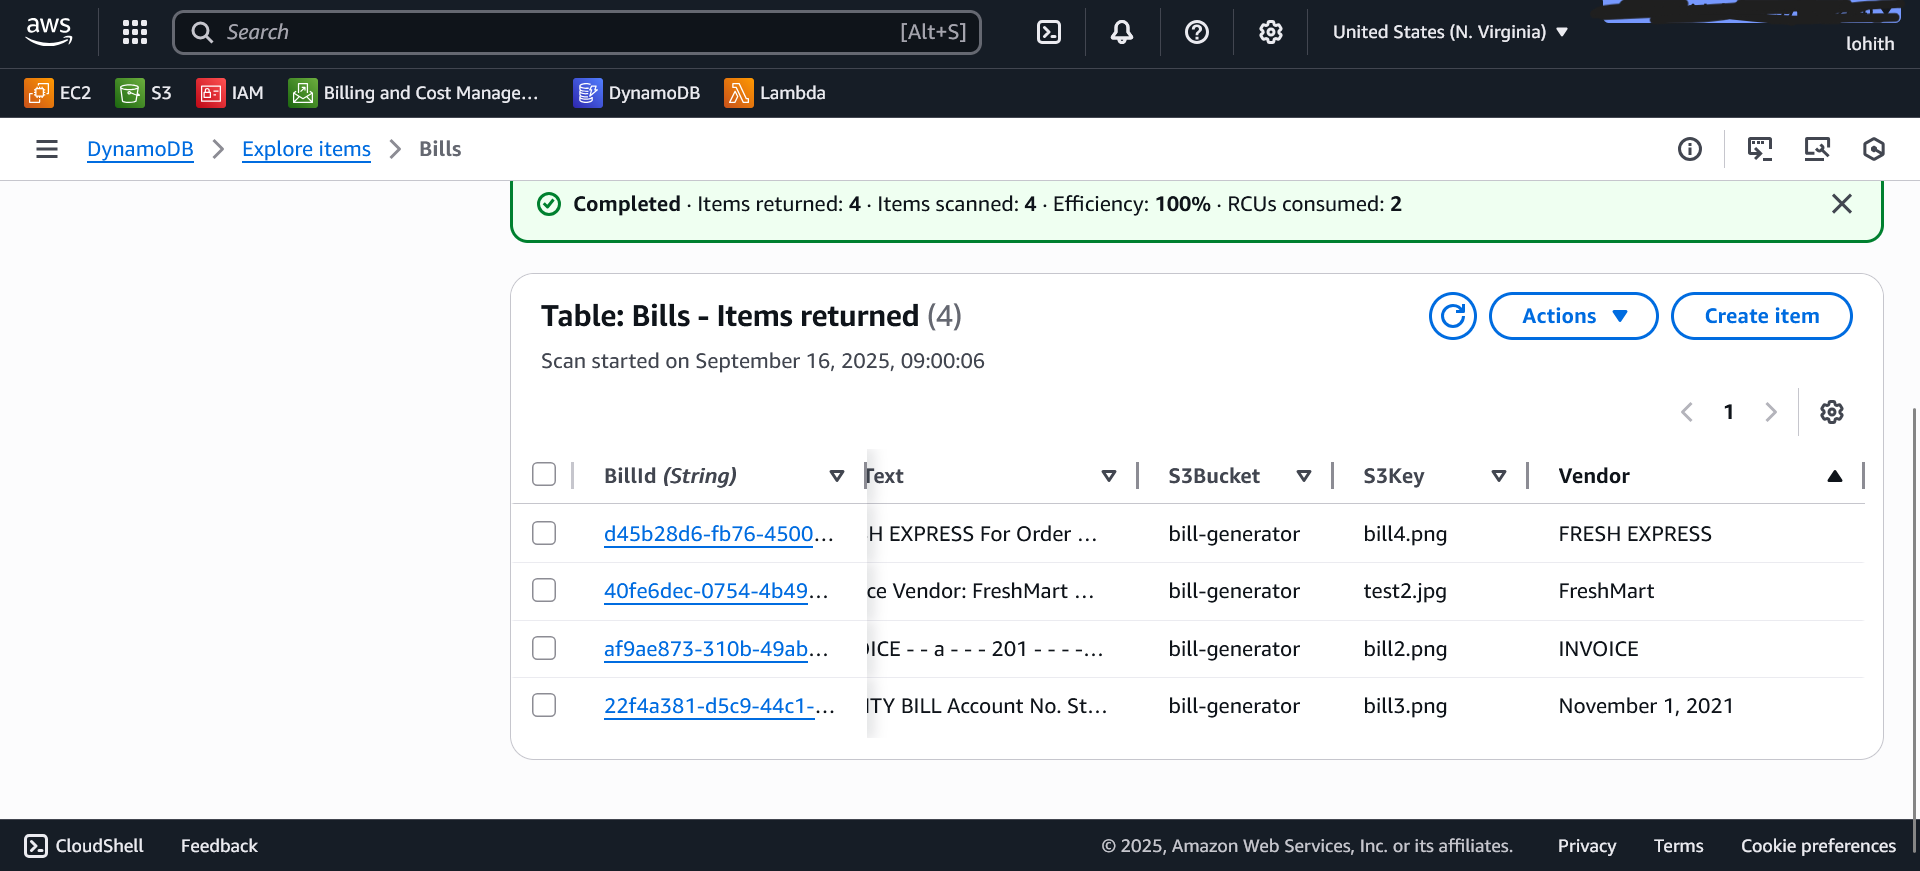 aws
Search [Alt+S]
United States (N. Virginia)
lohith
EC2 S3 IAM Billing and Cost Manage... DynamoDB Lambda
DynamoDB Explore items Bills
Completed · Items returned: 4 · Items scanned: 4 · Efficiency: 100% · RCUs consumed: 2
Table: Bills - Items returned (4)
Actions Create item
Scan started on September 16, 2025, 09:00:06
1
BillId (String) Text S3Bucket S3Key Vendor
d45b28d6-fb76-4500... H EXPRESS For Order ... bill-generator bill4.png FRESH EXPRESS
40fe6dec-0754-4b49... ce Vendor: FreshMart ... bill-generator test2.jpg FreshMart
af9ae873-310b-49ab... ICE - - a - - - 201 - - - -... bill-generator bill2.png INVOICE
22f4a381-d5c9-44c1-... ITY BILL Account No. St... bill-generator bill3.png November 1, 2021
CloudShell Feedback © 2025, Amazon Web Services, Inc. or its affiliates. Privacy Terms Cookie preferences